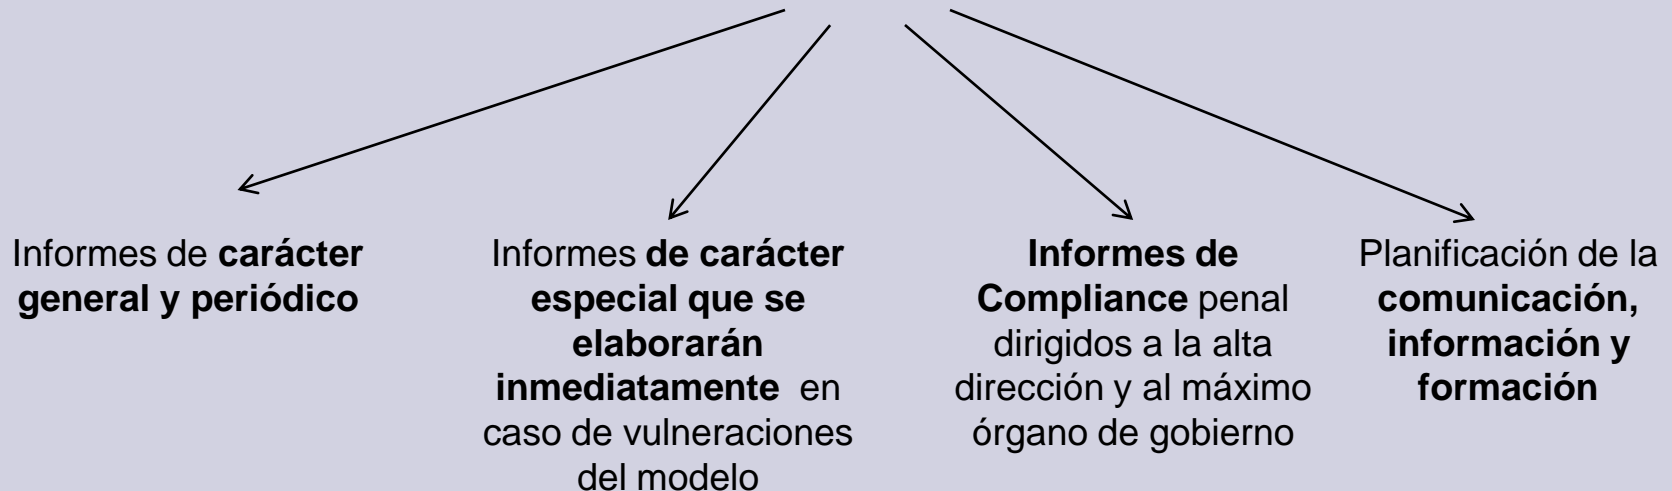 Informes de carácter
general y periódico
Informes de carácter
especial que se
elaborarán
inmediatamente en
caso de vulneraciones
del modelo
Informes de
Compliance penal
dirigidos a la alta
dirección y al máximo
órgano de gobierno
Planificación de la
comunicación,
información y
formación